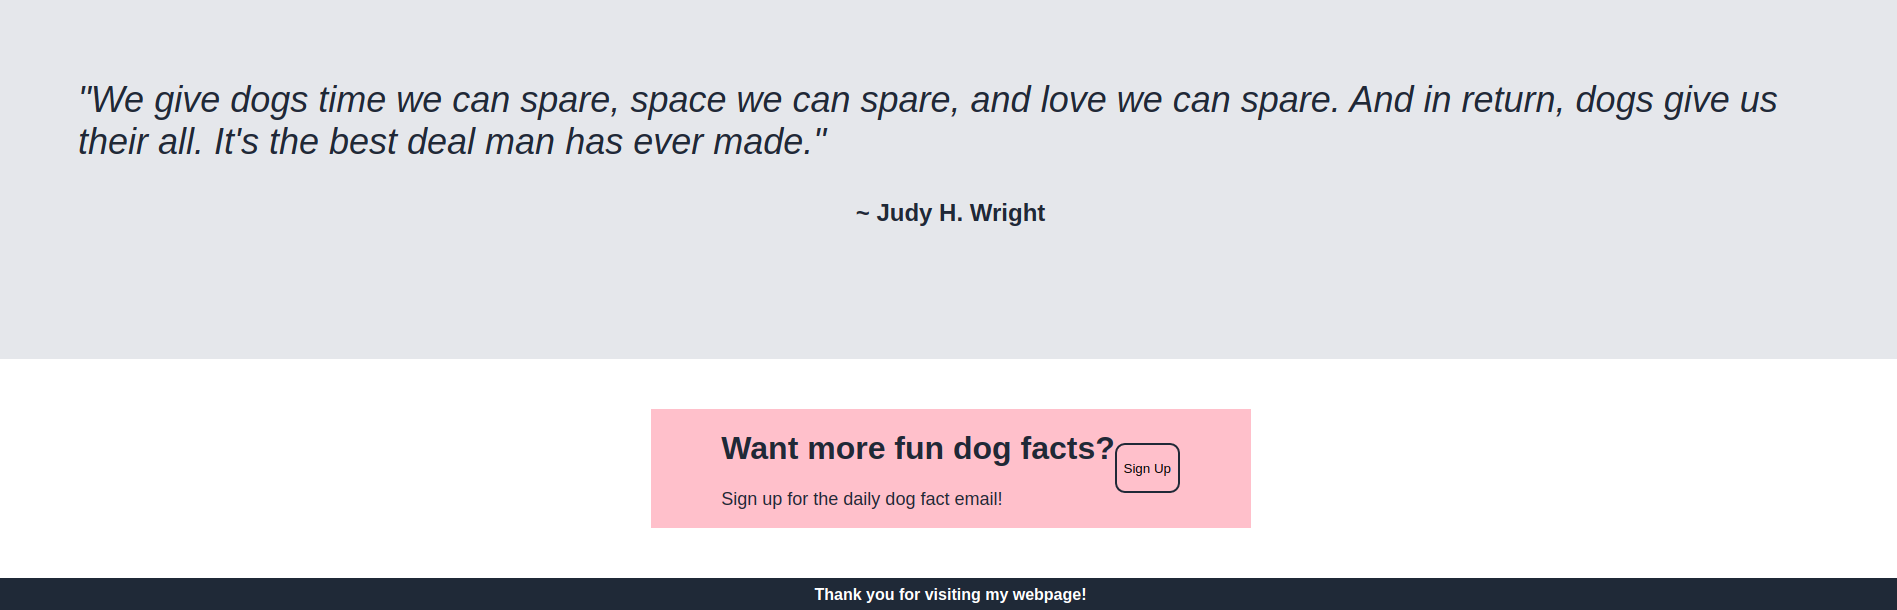 "We give dogs time we can spare, space we can spare, and love we can spare. And in return, dogs give us
their all. It's the best deal man has ever made."
~ Judy H. Wright
Want more fun dog facts?
Sign Up
Sign up for the daily dog fact email!
Thank you for visiting my webpage!